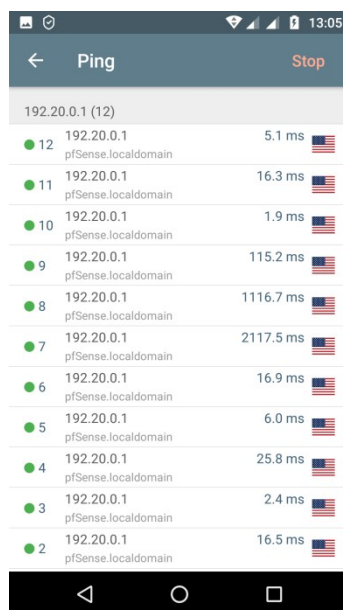 13:05
Ping
Stop
192.20.0.1 (12)
12 192.20.0.1 5.1 ms
pfSense.localdomain
11 192.20.0.1 16.3 ms
pfSense.localdomain
10 192.20.0.1 1.9 ms
pfSense.localdomain
9 192.20.0.1 115.2 ms
pfSense.localdomain
8 192.20.0.1 1116.7 ms
pfSense.localdomain
7 192.20.0.1 2117.5 ms
pfSense.localdomain
6 192.20.0.1 16.9 ms
pfSense.localdomain
5 192.20.0.1 6.0 ms
pfSense.localdomain
4 192.20.0.1 25.8 ms
pfSense.localdomain
3 192.20.0.1 2.4 ms
pfSense.localdomain
2 192.20.0.1 16.5 ms
pfSense.localdomain